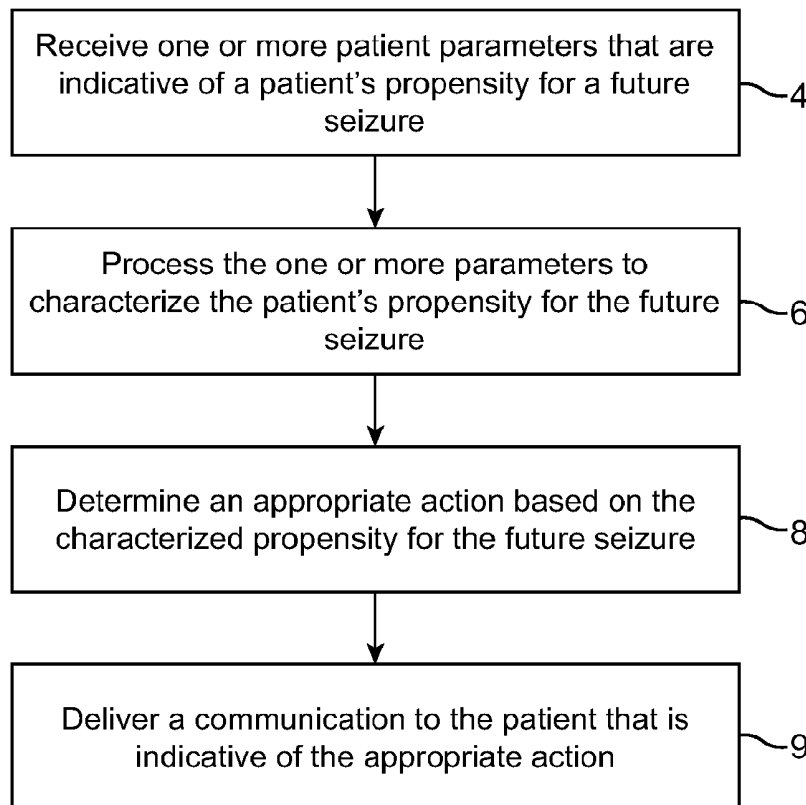 Receive one or more patient parameters that are
indicative of a patient's propensity for a future
seizure
4
Process the one or more parameters to
characterize the patient's propensity for the future
seizure
6
Determine an appropriate action based on the
characterized propensity for the future seizure
8
Deliver a communication to the patient that is
indicative of the appropriate action
9